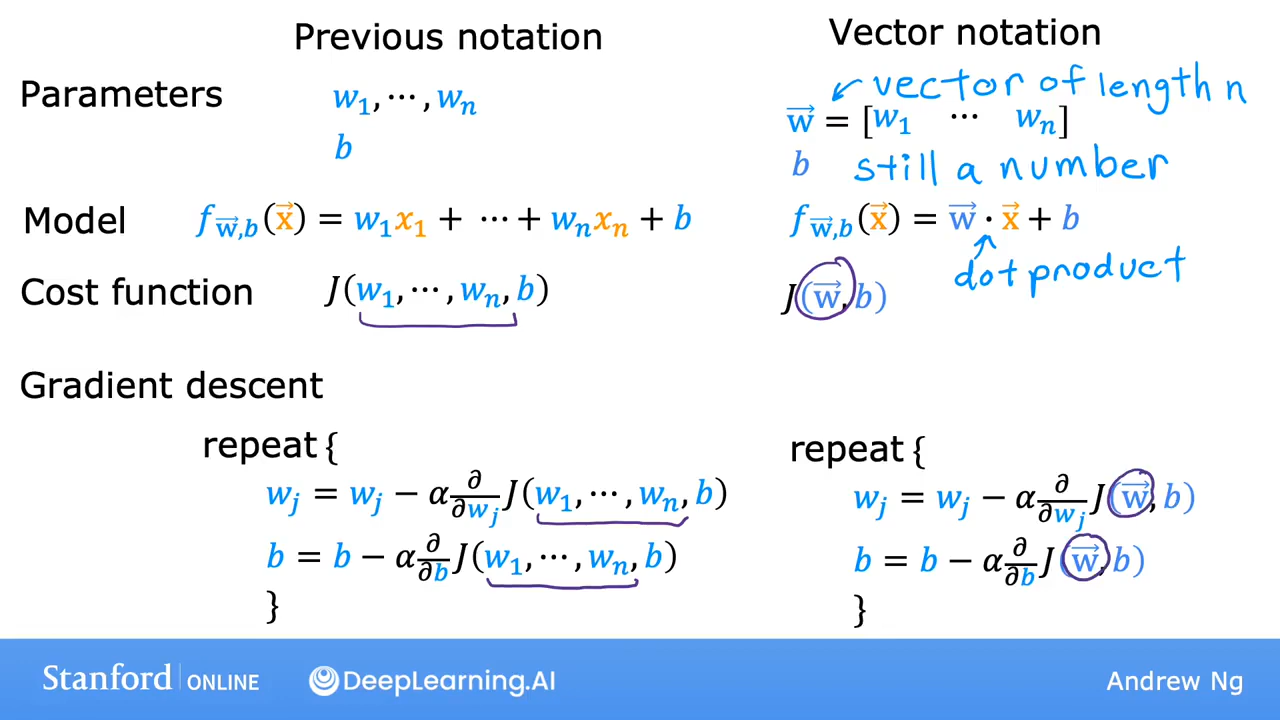 Previous notation
Vector notation
Parameters
w₁, ⋯, wₙ
b
vector of length n
w⃗ = [w₁ ⋯ wₙ]
b still a number
Model
f_w⃗,b(x⃗) = w₁x₁ + ⋯ + wₙxₙ + b
f_w⃗,b(x⃗) = w⃗ · x⃗ + b
dot product
Cost function
J(w₁, ⋯, wₙ, b)
J(w⃗, b)
Gradient descent
repeat {
wⱼ = wⱼ − α ∂/∂wⱼ J(w₁, ⋯, wₙ, b)
b = b − α ∂/∂b J(w₁, ⋯, wₙ, b)
}
repeat {
wⱼ = wⱼ − α ∂/∂wⱼ J(w⃗, b)
b = b − α ∂/∂b J(w⃗, b)
}
Stanford | ONLINE
DeepLearning.AI
Andrew Ng